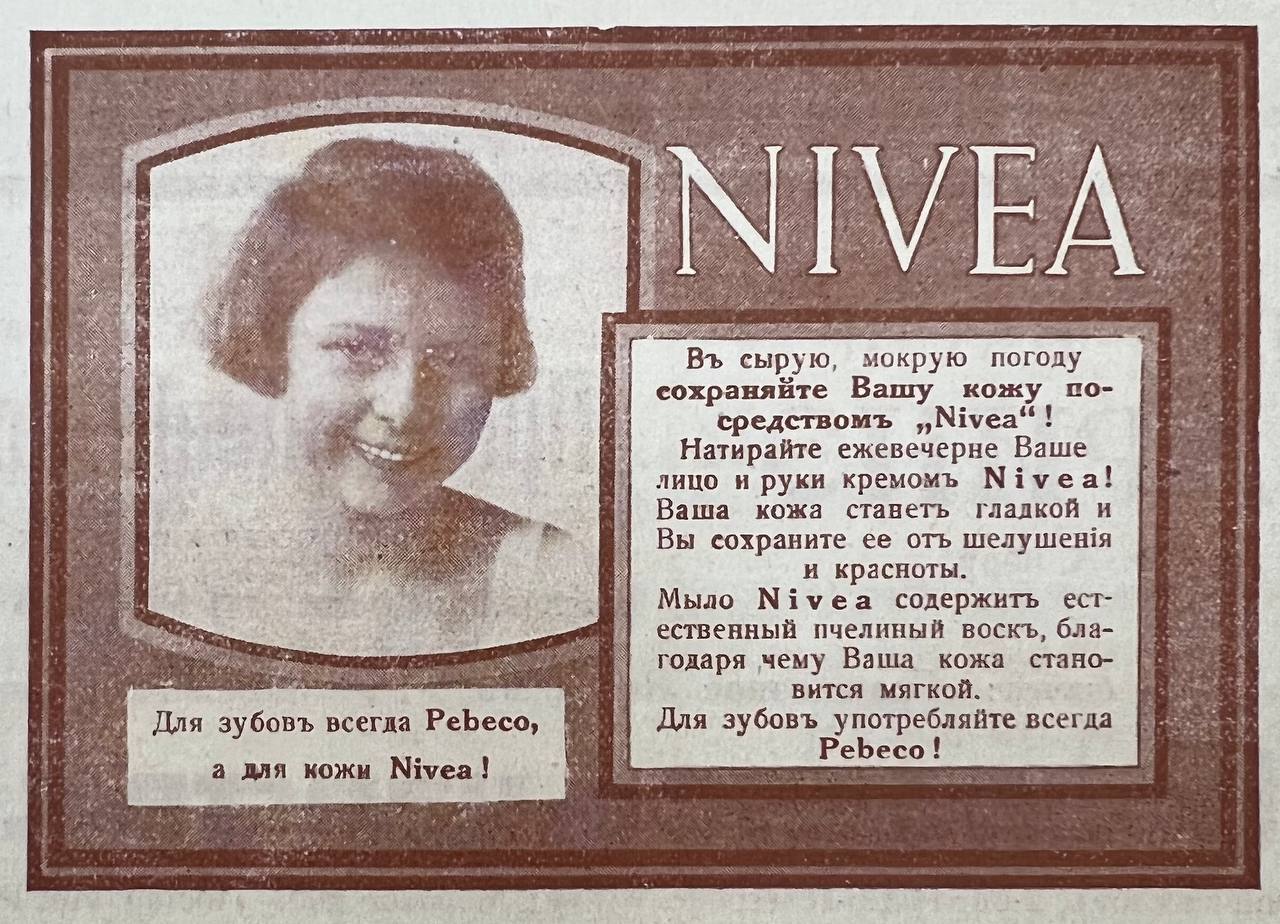 NIVEA
Въ сырую, мокрую погоду
сохраняйте Вашу кожу по-
средствомъ „Nivea“!
Натирайте ежевечерне Ваше
лицо и руки кремомъ Nivea!
Ваша кожа станетъ гладкой и
Вы сохраните ее отъ шелушенія
и красноты.
Мыло Nivea содержитъ ест-
ественный пчелиный воскъ, бла-
годаря чему Ваша кожа стано-
вится мягкой.
Для зубовъ употребляйте всегда
Pebeco!
Для зубовъ всегда Pebeco,
а для кожи Nivea!